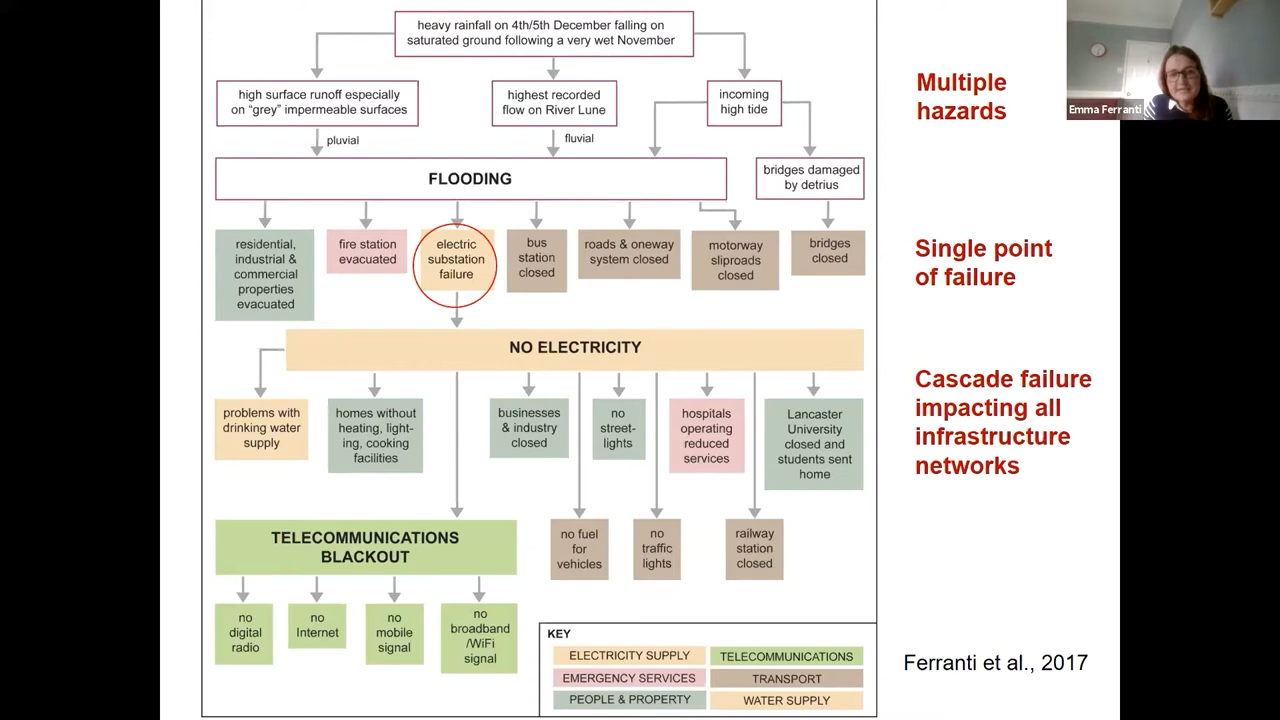 heavy rainfall on 4th/5th December falling on
saturated ground following a very wet November
high surface runoff especially
on “grey” impermeable surfaces
highest recorded
flow on River Lune
incoming
high tide
pluvial
fluvial
FLOODING
bridges damaged
by detrius
residential,
industrial &
commercial
properties
evacuated
fire station
evacuated
electric
substation
failure
bus
station
closed
roads & oneway
system closed
motorway
sliproads
closed
bridges
closed
NO ELECTRICITY
problems with
drinking water
supply
homes without
heating, light-
ing, cooking
facilities
businesses
& industry
closed
no
street-
lights
hospitals
operating
reduced
services
Lancaster
University
closed and
students sent
home
TELECOMMUNICATIONS
BLACKOUT
no fuel
for
vehicles
no
traffic
lights
railway
station
closed
no
digital
radio
no
Internet
no
mobile
signal
no
broadband
/WiFi
signal
KEY
ELECTRICITY SUPPLY
TELECOMMUNICATIONS
EMERGENCY SERVICES
TRANSPORT
PEOPLE & PROPERTY
WATER SUPPLY
Multiple
hazards
Single point
of failure
Cascade failure
impacting all
infrastructure
networks
Ferranti et al., 2017
Emma Ferranti